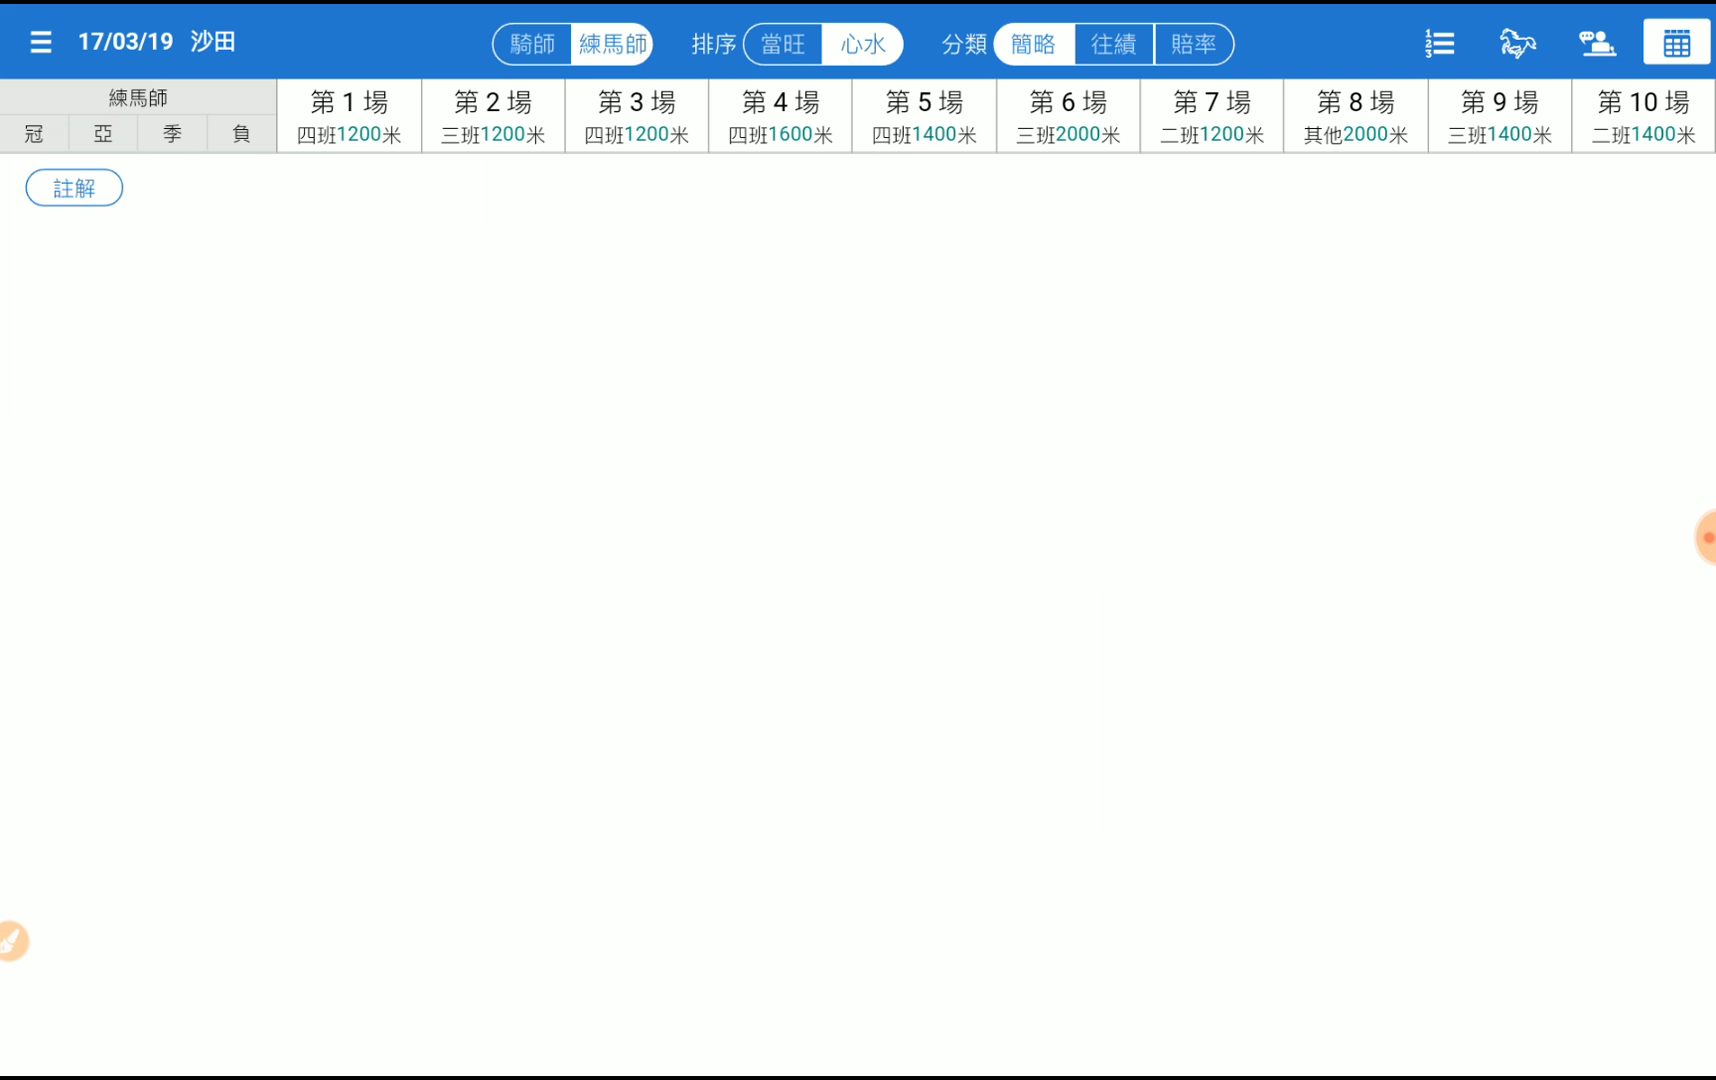 17/03/19 沙田 騎師 練馬師 排序 當旺 心水 分類 簡略 往績 賠率
練馬師 第 1 場 第 2 場 第 3 場 第 4 場 第 5 場 第 6 場 第 7 場 第 8 場 第 9 場 第 10 場
冠 亞 季 負 四班1200米 三班1200米 四班1200米 四班1600米 四班1400米 三班2000米 二班1200米 其他2000米 三班1400米 二班1400米
註解